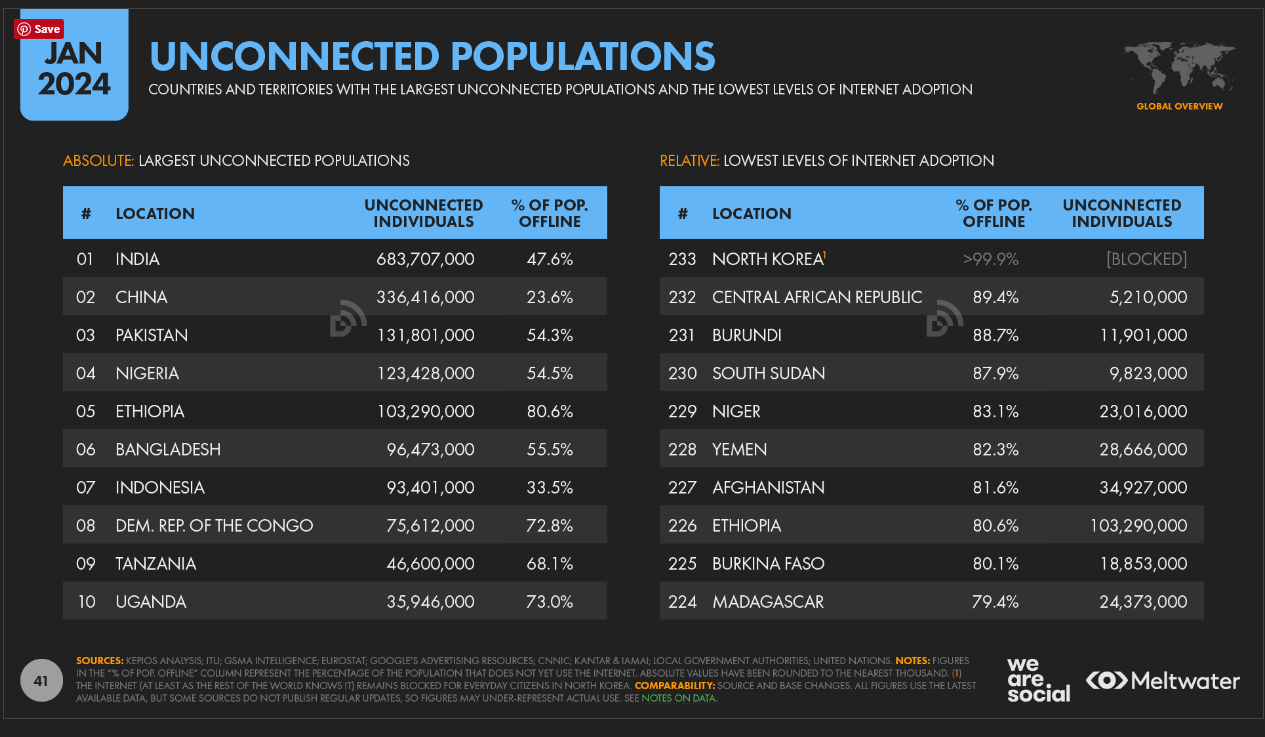 Save
JAN
2024
UNCONNECTED POPULATIONS
COUNTRIES AND TERRITORIES WITH THE LARGEST UNCONNECTED POPULATIONS AND THE LOWEST LEVELS OF INTERNET ADOPTION
GLOBAL OVERVIEW
ABSOLUTE: LARGEST UNCONNECTED POPULATIONS
# LOCATION UNCONNECTED INDIVIDUALS % OF POP. OFFLINE
01 INDIA 683,707,000 47.6%
02 CHINA 336,416,000 23.6%
03 PAKISTAN 131,801,000 54.3%
04 NIGERIA 123,428,000 54.5%
05 ETHIOPIA 103,290,000 80.6%
06 BANGLADESH 96,473,000 55.5%
07 INDONESIA 93,401,000 33.5%
08 DEM. REP. OF THE CONGO 75,612,000 72.8%
09 TANZANIA 46,600,000 68.1%
10 UGANDA 35,946,000 73.0%
RELATIVE: LOWEST LEVELS OF INTERNET ADOPTION
# LOCATION % OF POP. OFFLINE UNCONNECTED INDIVIDUALS
233 NORTH KOREA¹ >99.9% [BLOCKED]
232 CENTRAL AFRICAN REPUBLIC 89.4% 5,210,000
231 BURUNDI 88.7% 11,901,000
230 SOUTH SUDAN 87.9% 9,823,000
229 NIGER 83.1% 23,016,000
228 YEMEN 82.3% 28,666,000
227 AFGHANISTAN 81.6% 34,927,000
226 ETHIOPIA 80.6% 103,290,000
225 BURKINA FASO 80.1% 18,853,000
224 MADAGASCAR 79.4% 24,373,000
41
SOURCES: KEPIOS ANALYSIS; ITU; GSMA INTELLIGENCE; EUROSTAT; GOOGLE'S ADVERTISING RESOURCES; CNNIC; KANTAR & IAMAI; LOCAL GOVERNMENT AUTHORITIES; UNITED NATIONS. NOTES: FIGURES
IN THE "% OF POP. OFFLINE" COLUMN REPRESENT THE PERCENTAGE OF THE POPULATION THAT DOES NOT YET USE THE INTERNET. ABSOLUTE VALUES HAVE BEEN ROUNDED TO THE NEAREST THOUSAND. (1)
THE INTERNET (AT LEAST AS THE REST OF THE WORLD KNOWS IT) REMAINS BLOCKED FOR EVERYDAY CITIZENS IN NORTH KOREA. COMPARABILITY: SOURCE AND BASE CHANGES. ALL FIGURES USE THE LATEST
AVAILABLE DATA, BUT SOME SOURCES DO NOT PUBLISH REGULAR UPDATES, SO FIGURES MAY UNDER-REPRESENT ACTUAL USE. SEE NOTES ON DATA.
we
are.
social
Meltwater